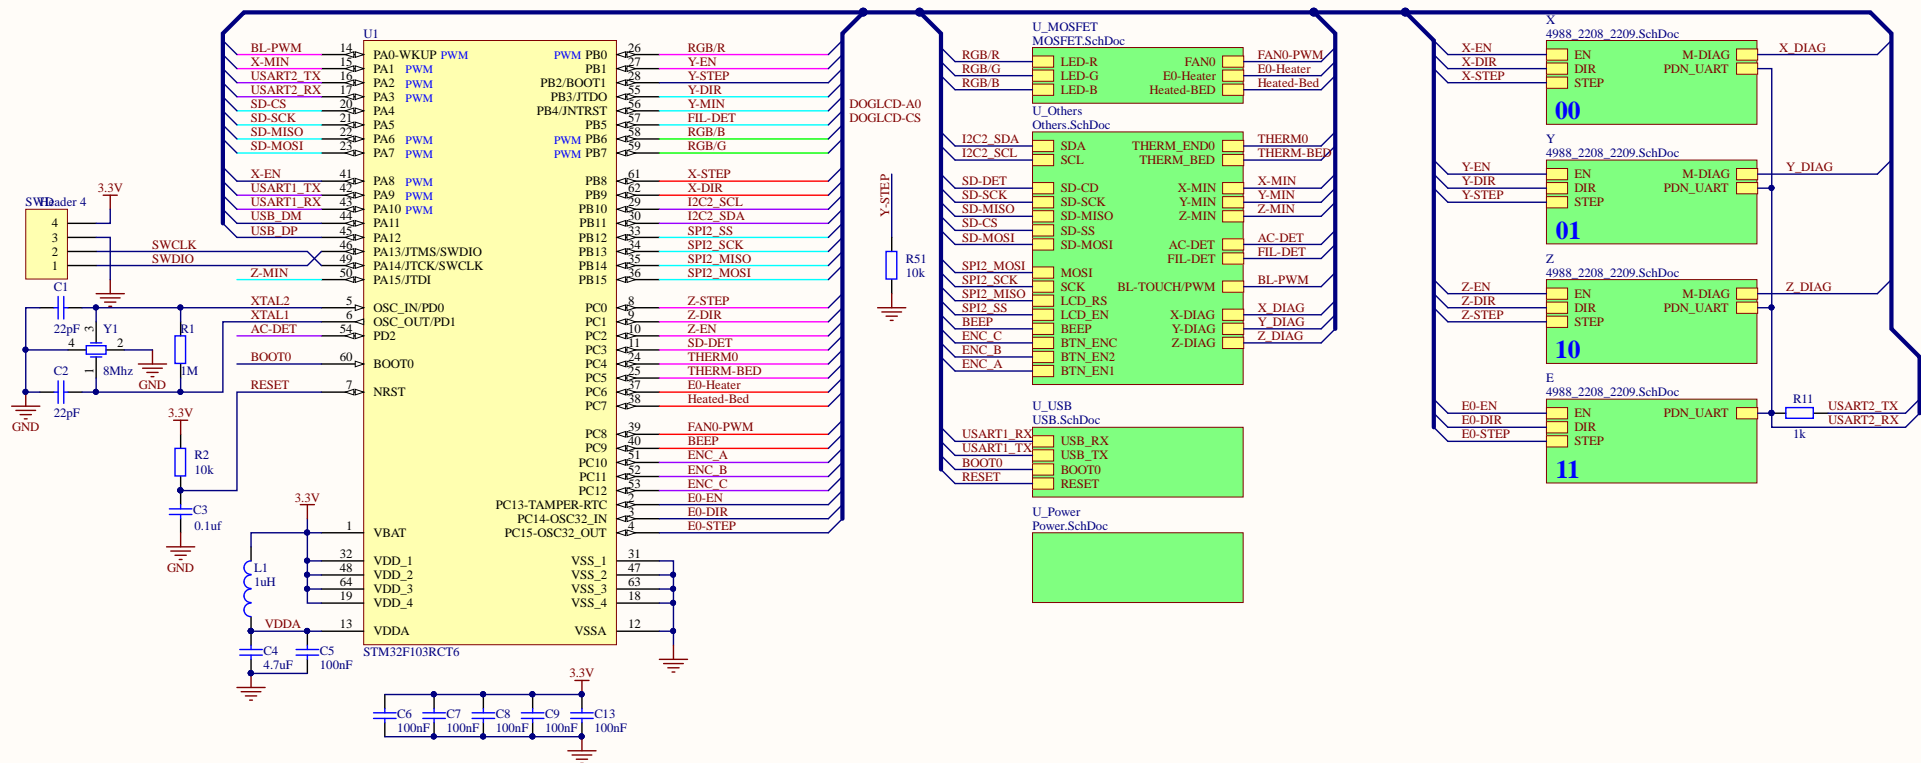 U1
BL-PWM 14 PA0-WKUP PWM PWM PB0 26 RGB/R
X-MIN 15 PA1 PWM PB1 27 Y-EN
USART2_TX 16 PA2 PWM PB2/BOOT1 28 Y-STEP
USART2_RX 17 PA3 PWM PB3/JTDO 55 Y-DIR
SD-CS 20 PA4 PB4/JNTRST 56 Y-MIN
SD-SCK 21 PA5 PB5 57 FIL-DET
SD-MISO 22 PA6 PWM PWM PB6 58 RGB/B
SD-MOSI 23 PA7 PWM PWM PB7 59 RGB/G
X-EN 41 PA8 PWM PB8 61 X-STEP
USART1_TX 42 PA9 PWM PB9 62 X-DIR
USART1_RX 43 PA10 PWM PB10 29 I2C2_SCL
USB_DM 44 PA11 PB11 30 I2C2_SDA
USB_DP 45 PA12 PB12 33 SPI2_SS
SWCLK 46 PA13/JTMS/SWDIO PB13 34 SPI2_SCK
SWDIO 49 PA14/JTCK/SWCLK PB14 35 SPI2_MISO
Z-MIN 50 PA15/JTDI PB15 36 SPI2_MOSI
XTAL2 5 OSC_IN/PD0 PC0 8 Z-STEP
XTAL1 6 OSC_OUT/PD1 PC1 9 Z-DIR
AC-DET 54 PD2 PC2 10 Z-EN
PC3 11 SD-DET
BOOT0 60 BOOT0 PC4 24 THERM0
PC5 25 THERM-BED
RESET 7 NRST PC6 37 E0-Heater
PC7 38 Heated-Bed
PC8 39 FAN0-PWM
PC9 40 BEEP
PC10 51 ENC_A
PC11 52 ENC_B
PC12 53 ENC_C
PC13-TAMPER-RTC 2 E0-EN
PC14-OSC32_IN 3 E0-DIR
1 VBAT PC15-OSC32_OUT 4 E0-STEP
32 VDD_1 VSS_1 31
48 VDD_2 VSS_2 47
64 VDD_3 VSS_3 63
19 VDD_4 VSS_4 18
VDDA 13 VDDA VSSA 12
STM32F103RCT6
SWD Header 4
3.3V
4
3
2
1
C1
22pF
3
Y1
4
2
1
8Mhz
R1
1M
GND
C2
22pF
GND
3.3V
R2
10k
C3
0.1uf
GND
3.3V
L1
1uH
C4
4.7uF
C5
100nF
3.3V
C6 C7 C8 C9 C13
100nF 100nF 100nF 100nF 100nF
DOGLCD-A0
DOGLCD-CS
Y-STEP
R51
10k
U_MOSFET
MOSFET.SchDoc
RGB/R LED-R FAN0 FAN0-PWM
RGB/G LED-G E0-Heater E0-Heater
RGB/B LED-B Heated-BED Heated-Bed
U_Others
Others.SchDoc
I2C2_SDA SDA THERM_END0 THERM0
I2C2_SCL SCL THERM_BED THERM-BED
SD-DET SD-CD X-MIN X-MIN
SD-SCK SD-SCK Y-MIN Y-MIN
SD-MISO SD-MISO Z-MIN Z-MIN
SD-CS SD-SS
SD-MOSI SD-MOSI AC-DET AC-DET
FIL-DET FIL-DET
SPI2_MOSI MOSI
SPI2_SCK SCK BL-TOUCH/PWM BL-PWM
SPI2_MISO LCD_RS
SPI2_SS LCD_EN X-DIAG X_DIAG
BEEP BEEP Y-DIAG Y_DIAG
ENC_C BTN_ENC Z-DIAG Z_DIAG
ENC_B BTN_EN2
ENC_A BTN_EN1
U_USB
USB.SchDoc
USART1_RX USB_RX
USART1_TX USB_TX
BOOT0 BOOT0
RESET RESET
U_Power
Power.SchDoc
X
4988_2208_2209.SchDoc
X-EN EN M-DIAG X_DIAG
X-DIR DIR PDN_UART
X-STEP STEP
00
Y
4988_2208_2209.SchDoc
Y-EN EN M-DIAG Y_DIAG
Y-DIR DIR PDN_UART
Y-STEP STEP
01
Z
4988_2208_2209.SchDoc
Z-EN EN M-DIAG Z_DIAG
Z-DIR DIR PDN_UART
Z-STEP STEP
10
E
4988_2208_2209.SchDoc
E0-EN EN PDN_UART
E0-DIR DIR
E0-STEP STEP
11
R11
1k
USART2_TX
USART2_RX